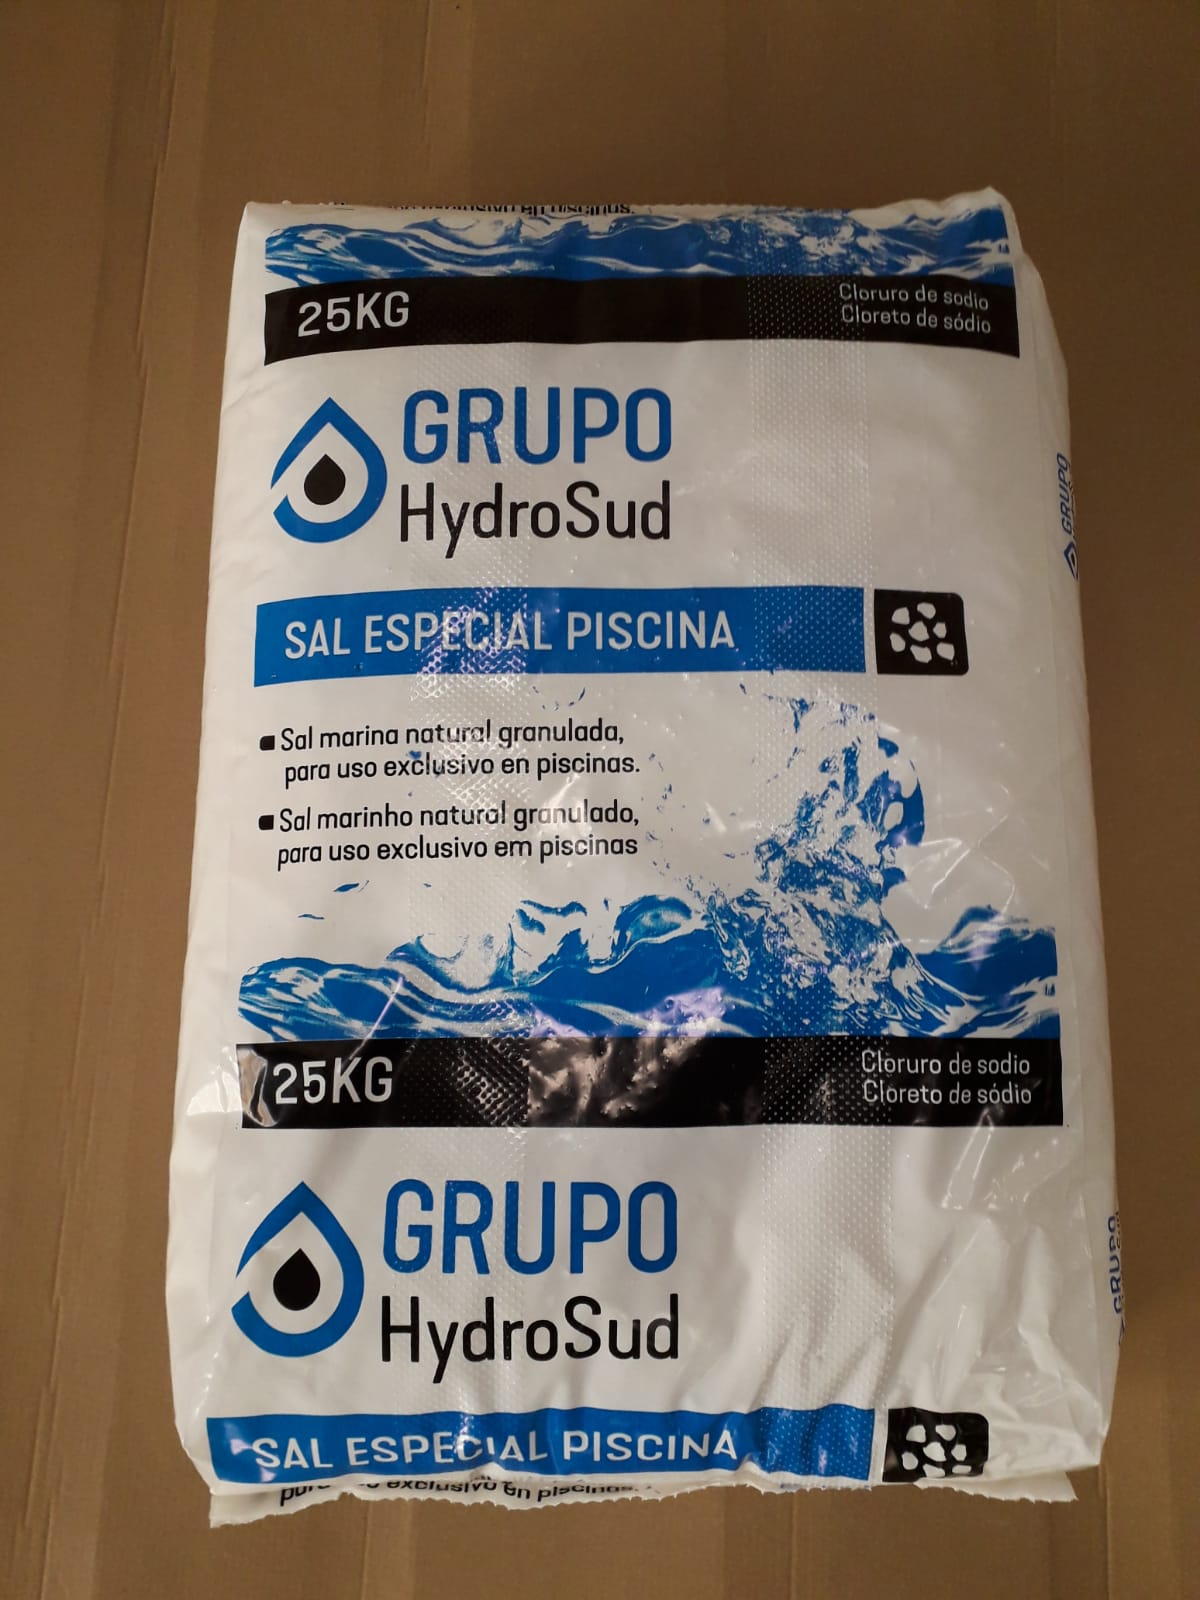 en piscinas.
25KG
Cloruro de sodio
Cloreto de sódio
GRUPO
HydroSud
SAL ESPECIAL PISCINA
Sal marina natural granulada,
para uso exclusivo en piscinas.
Sal marinho natural granulado,
para uso exclusivo em piscinas
25KG
Cloruro de sodio
Cloreto de sódio
GRUPO
HydroSud
SAL ESPECIAL PISCINA
exclusivo en piscinas.
GRUPO
GRUPO